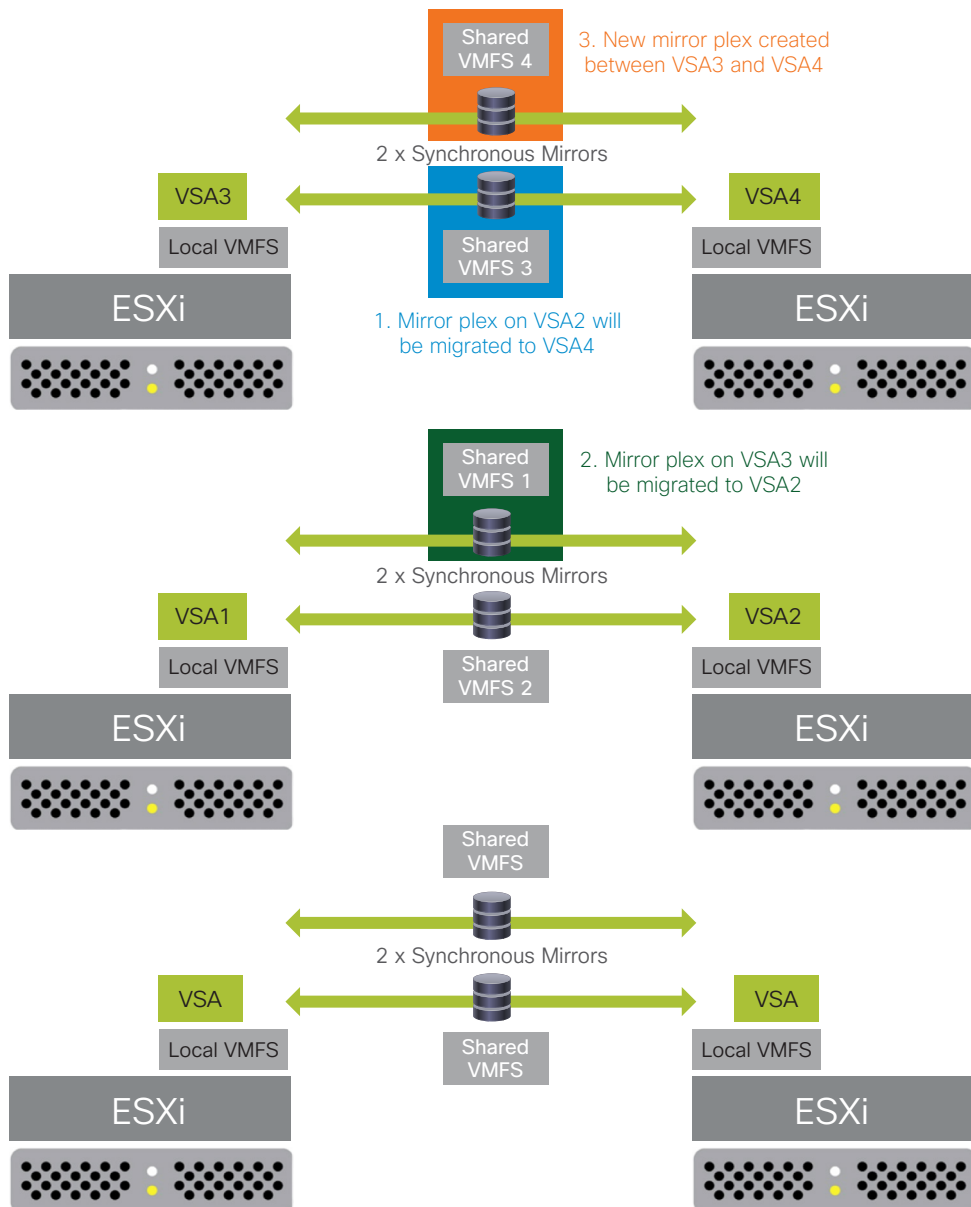 Shared
VMFS 4
3. New mirror plex created
between VSA3 and VSA4
2 x Synchronous Mirrors
VSA3
VSA4
Local VMFS
Shared
VMFS 3
Local VMFS
ESXi
ESXi
1. Mirror plex on VSA2 will
be migrated to VSA4
Shared
VMFS 1
2. Mirror plex on VSA3 will
be migrated to VSA2
2 x Synchronous Mirrors
VSA1
VSA2
Local VMFS
Shared
VMFS 2
Local VMFS
ESXi
ESXi
Shared
VMFS
2 x Synchronous Mirrors
VSA
VSA
Local VMFS
Shared
VMFS
Local VMFS
ESXi
ESXi